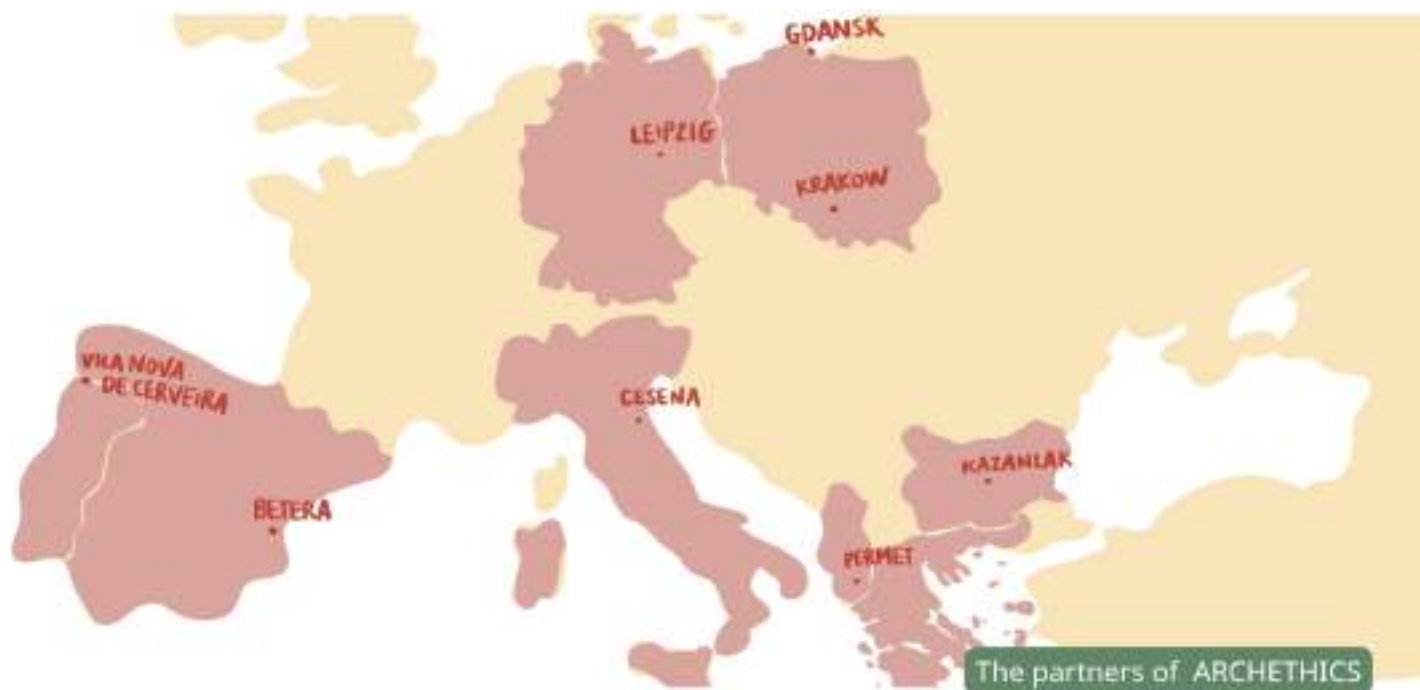 GDANSK
LEIPZIG
KRAKOW
VILA NOVA
DE CERVEIRA
CESENA
KAZANLAK
BETERA
PERMET
The partners of ARCHETHICS